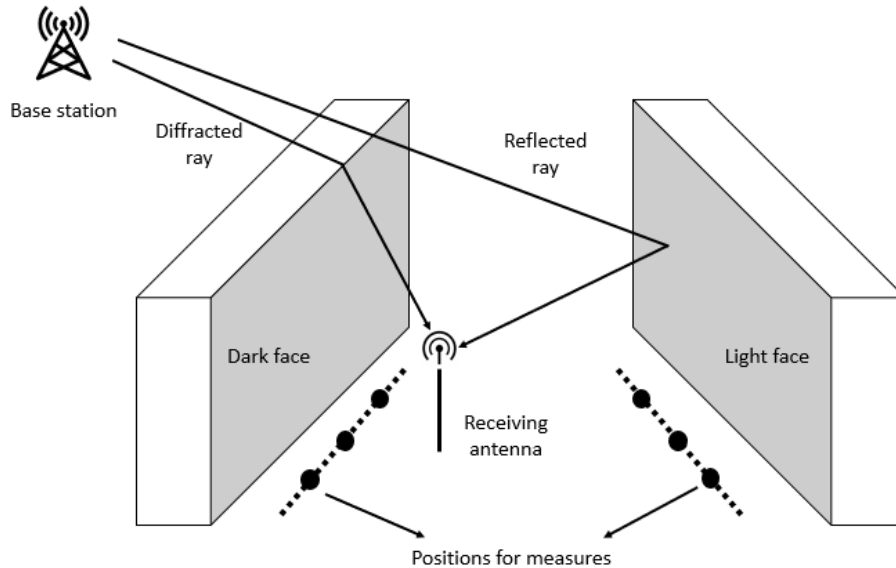 Base station
Diffracted
ray
Reflected
ray
Dark face
Light face
Receiving
antenna
Positions for measures